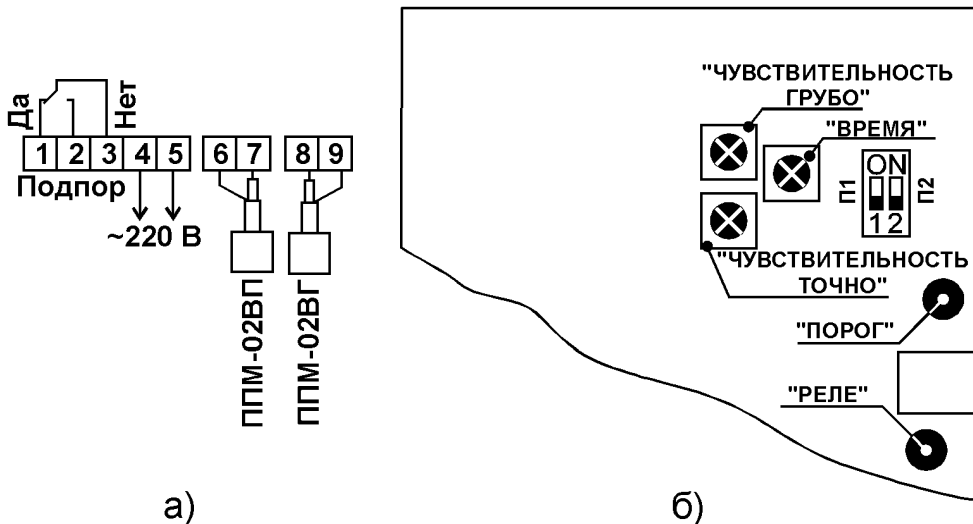 Да
Нет
1 2 3 4 5 6 7 8 9
Подпор
~220 В
ППМ-02ВП
ППМ-02ВГ
а)
"ЧУВСТВИТЕЛЬНОСТЬ
ГРУБО"
"ВРЕМЯ"
ON
П1
П2
1 2
"ЧУВСТВИТЕЛЬНОСТЬ
ТОЧНО"
"ПОРОГ"
"РЕЛЕ"
б)